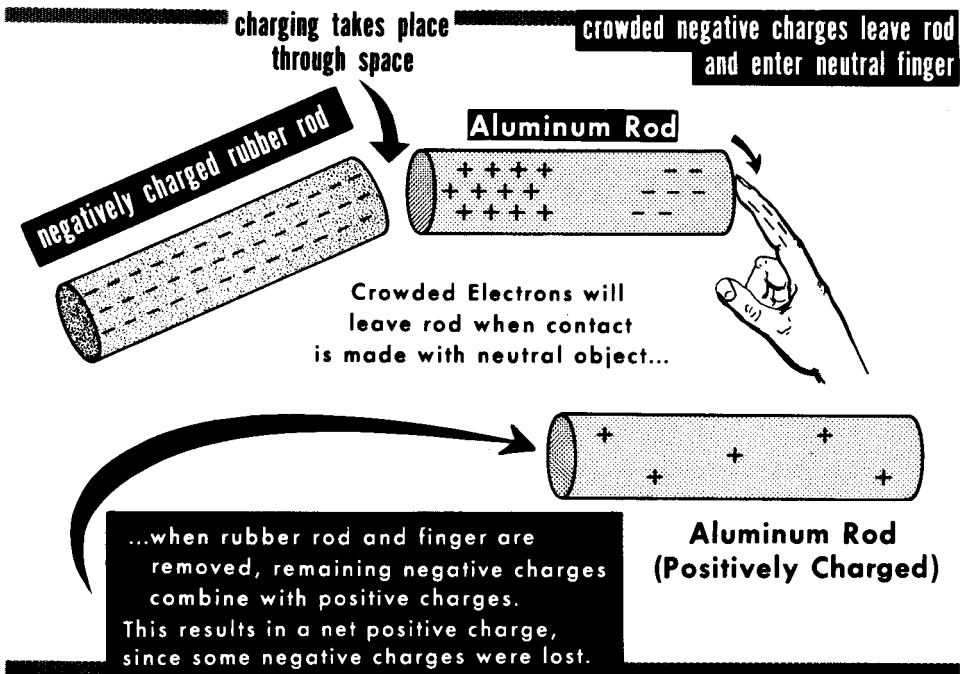 charging takes place
through space
crowded negative charges leave rod
and enter neutral finger
negatively charged rubber rod
Aluminum Rod
Crowded Electrons will
leave rod when contact
is made with neutral object...
...when rubber rod and finger are
removed, remaining negative charges
combine with positive charges.
This results in a net positive charge,
since some negative charges were lost.
Aluminum Rod
(Positively Charged)